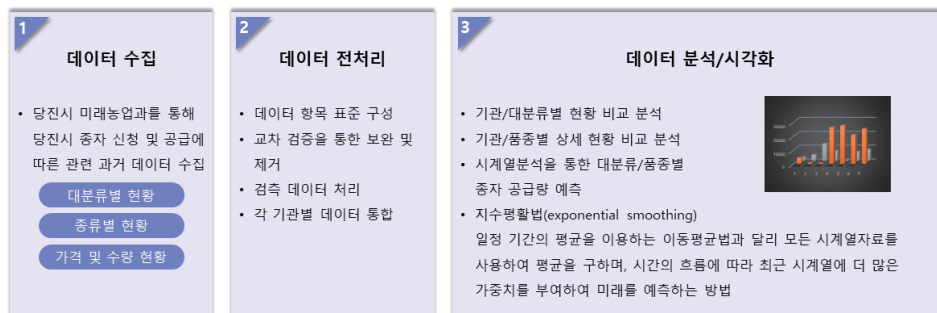 1
데이터 수집
• 당진시 미래농업과를 통해
당진시 종자 신청 및 공급에
따른 관련 과거 데이터 수집
대분류별 현황
종류별 현황
가격 및 수량 현황
2
데이터 전처리
• 데이터 항목 표준 구성
• 교차 검증을 통한 보완 및
제거
• 검측 데이터 처리
• 각 기관별 데이터 통합
3
데이터 분석/시각화
• 기관/대분류별 현황 비교 분석
• 기관/품종별 상세 현황 비교 분석
• 시계열분석을 통한 대분류/품종별
종자 공급량 예측
• 지수평활법(exponential smoothing)
일정 기간의 평균을 이용하는 이동평균법과 달리 모든 시계열자료를
사용하여 평균을 구하며, 시간의 흐름에 따라 최근 시계열에 더 많은
가중치를 부여하여 미래를 예측하는 방법
1 2 3 4 5 6 7